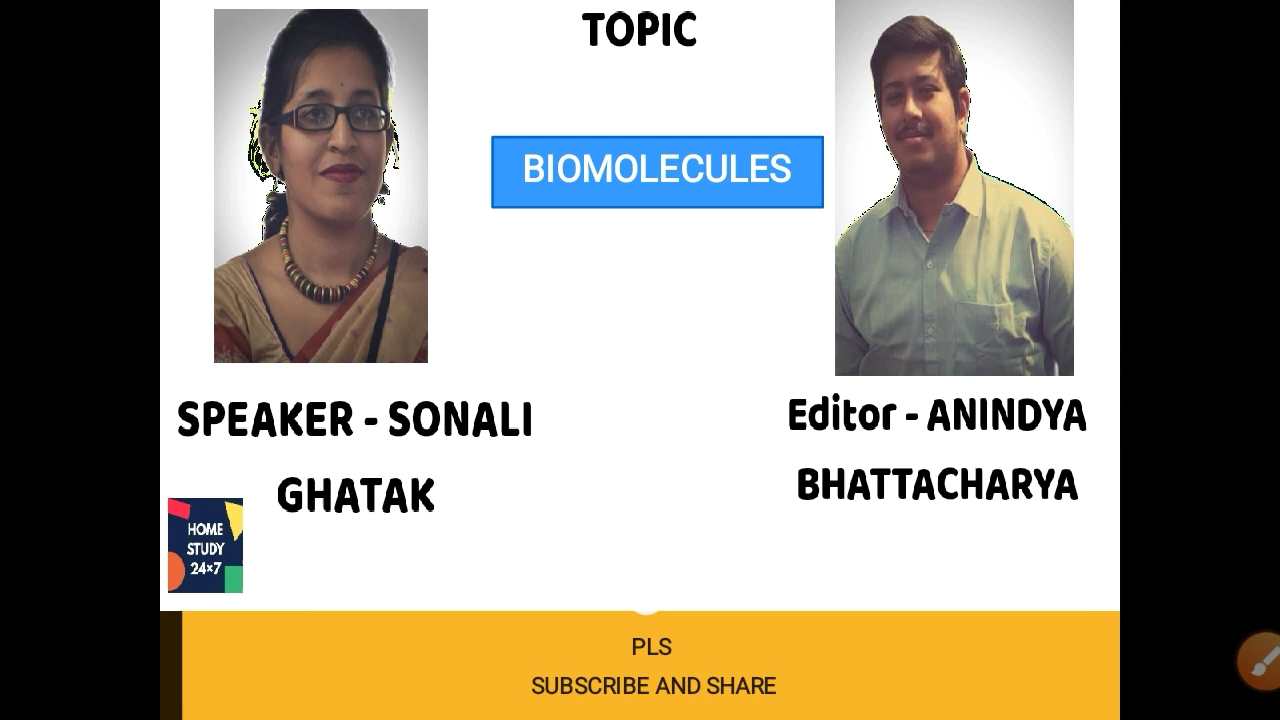 TOPIC
BIOMOLECULES
SPEAKER - SONALI
GHATAK
Editor - ANINDYA
BHATTACHARYA
HOME
STUDY
24×7
PLS
SUBSCRIBE AND SHARE